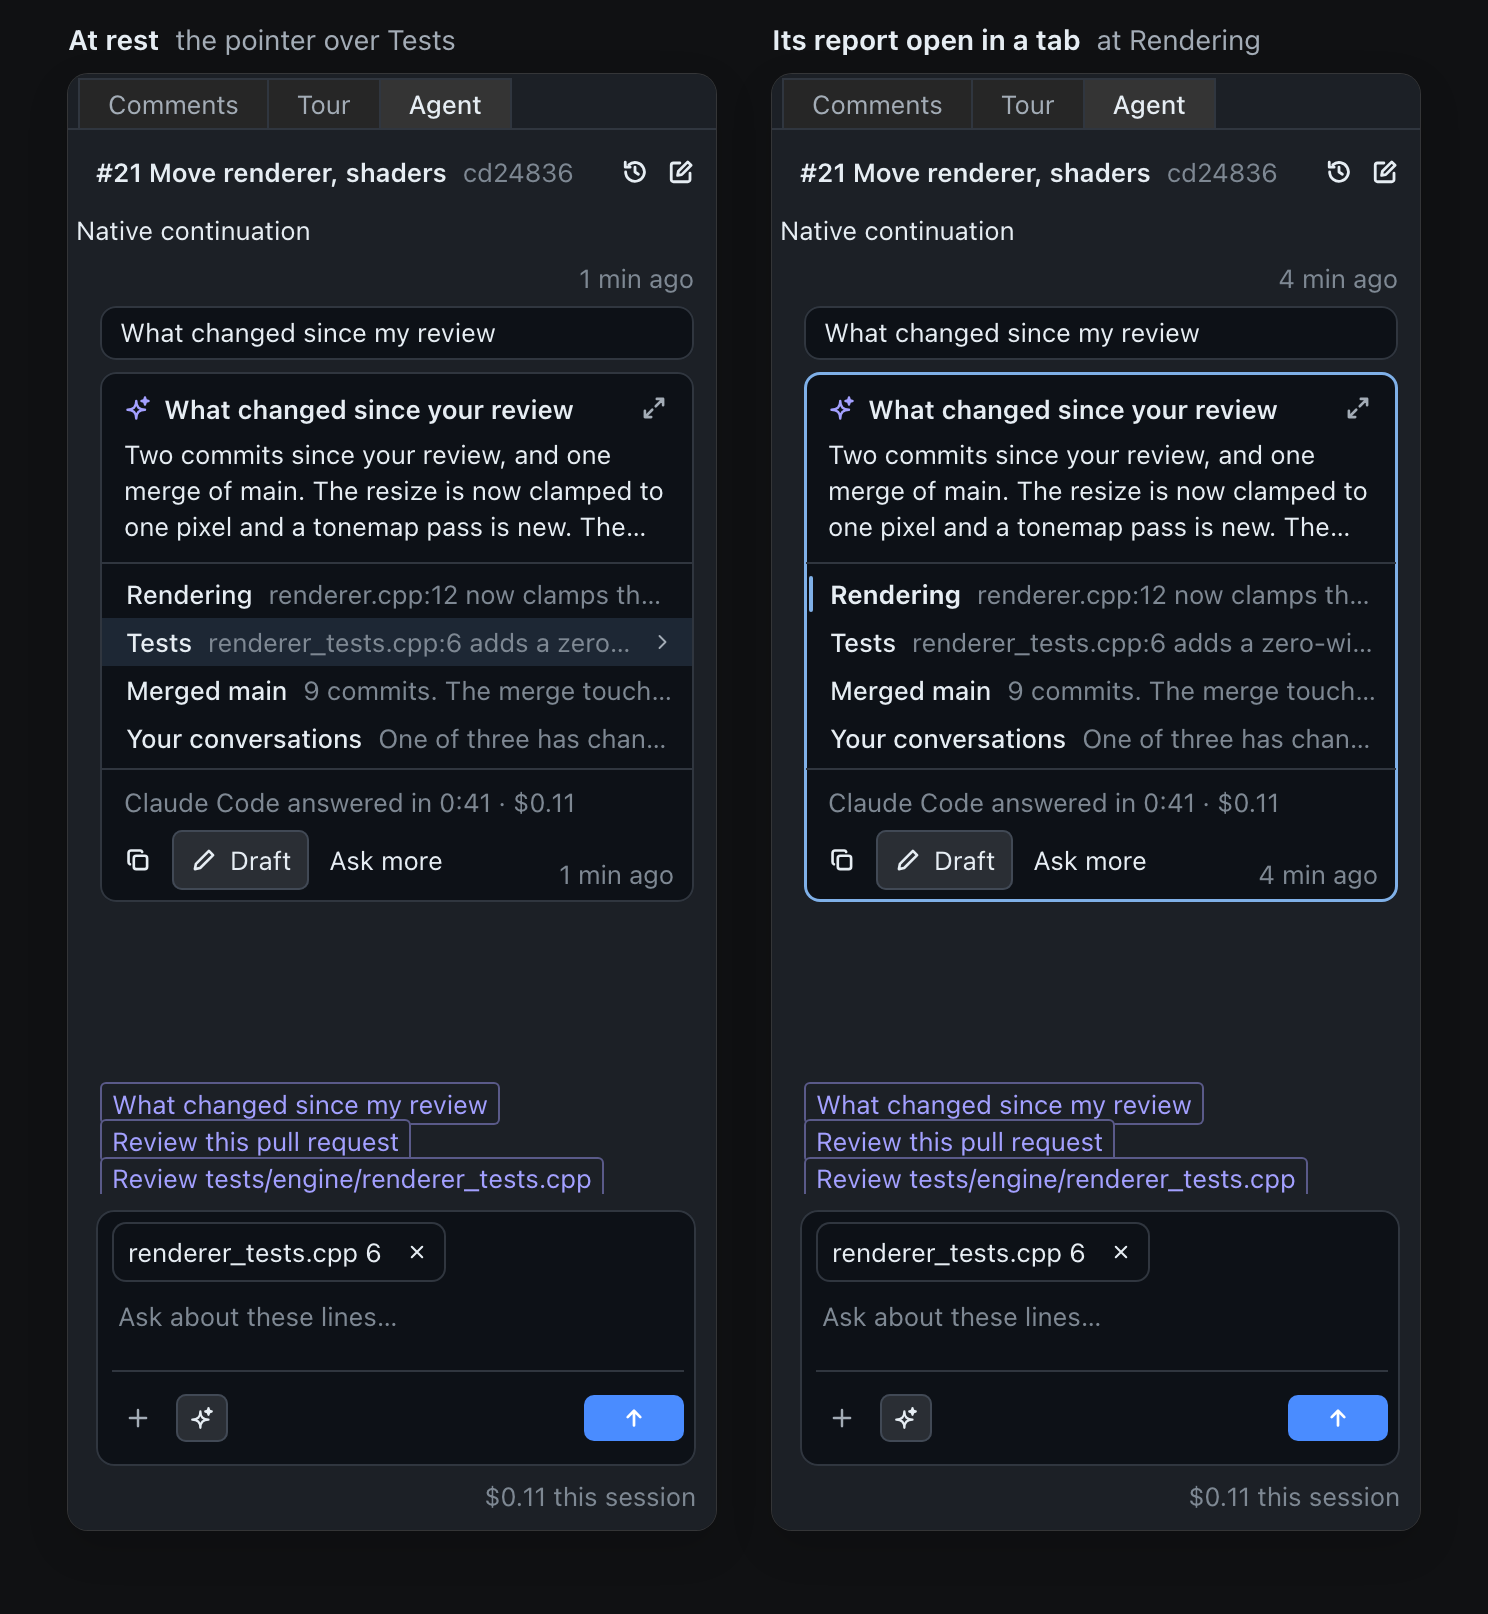 At rest the pointer over Tests
Comments Tour Agent
#21 Move renderer, shaders cd24836
Native continuation
1 min ago
What changed since my review
What changed since your review
Two commits since your review, and one
merge of main. The resize is now clamped to
one pixel and a tonemap pass is new. The...
Rendering renderer.cpp:12 now clamps th...
Tests renderer_tests.cpp:6 adds a zero...
Merged main 9 commits. The merge touch...
Your conversations One of three has chan...
Claude Code answered in 0:41 · $0.11
Draft Ask more 1 min ago
What changed since my review
Review this pull request
Review tests/engine/renderer_tests.cpp
renderer_tests.cpp 6 ×
Ask about these lines...
$0.11 this session
Its report open in a tab at Rendering
Comments Tour Agent
#21 Move renderer, shaders cd24836
Native continuation
4 min ago
What changed since my review
What changed since your review
Two commits since your review, and one
merge of main. The resize is now clamped to
one pixel and a tonemap pass is new. The...
Rendering renderer.cpp:12 now clamps th...
Tests renderer_tests.cpp:6 adds a zero-wi...
Merged main 9 commits. The merge touch...
Your conversations One of three has chan...
Claude Code answered in 0:41 · $0.11
Draft Ask more 4 min ago
What changed since my review
Review this pull request
Review tests/engine/renderer_tests.cpp
renderer_tests.cpp 6 ×
Ask about these lines...
$0.11 this session